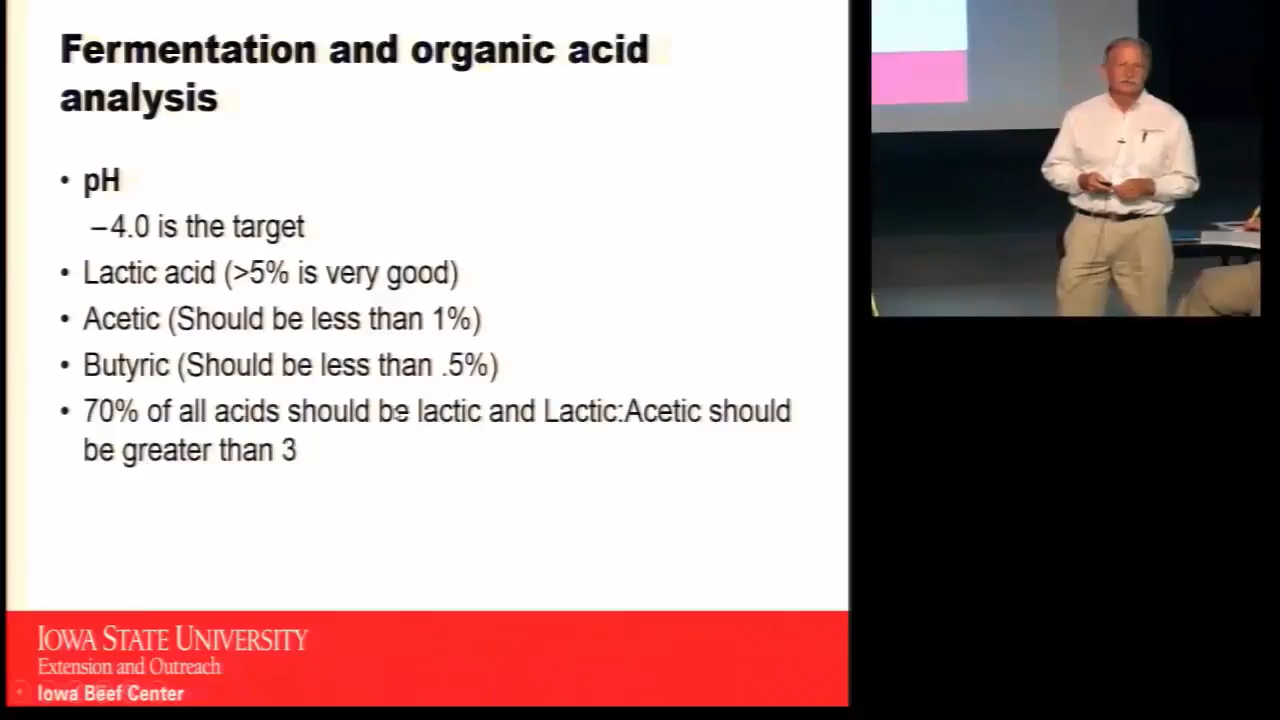 Fermentation and organic acid
analysis
• pH
–4.0 is the target
• Lactic acid (>5% is very good)
• Acetic (Should be less than 1%)
• Butyric (Should be less than .5%)
• 70% of all acids should be lactic and Lactic:Acetic should
be greater than 3
IOWA STATE UNIVERSITY
Extension and Outreach
Iowa Beef Center